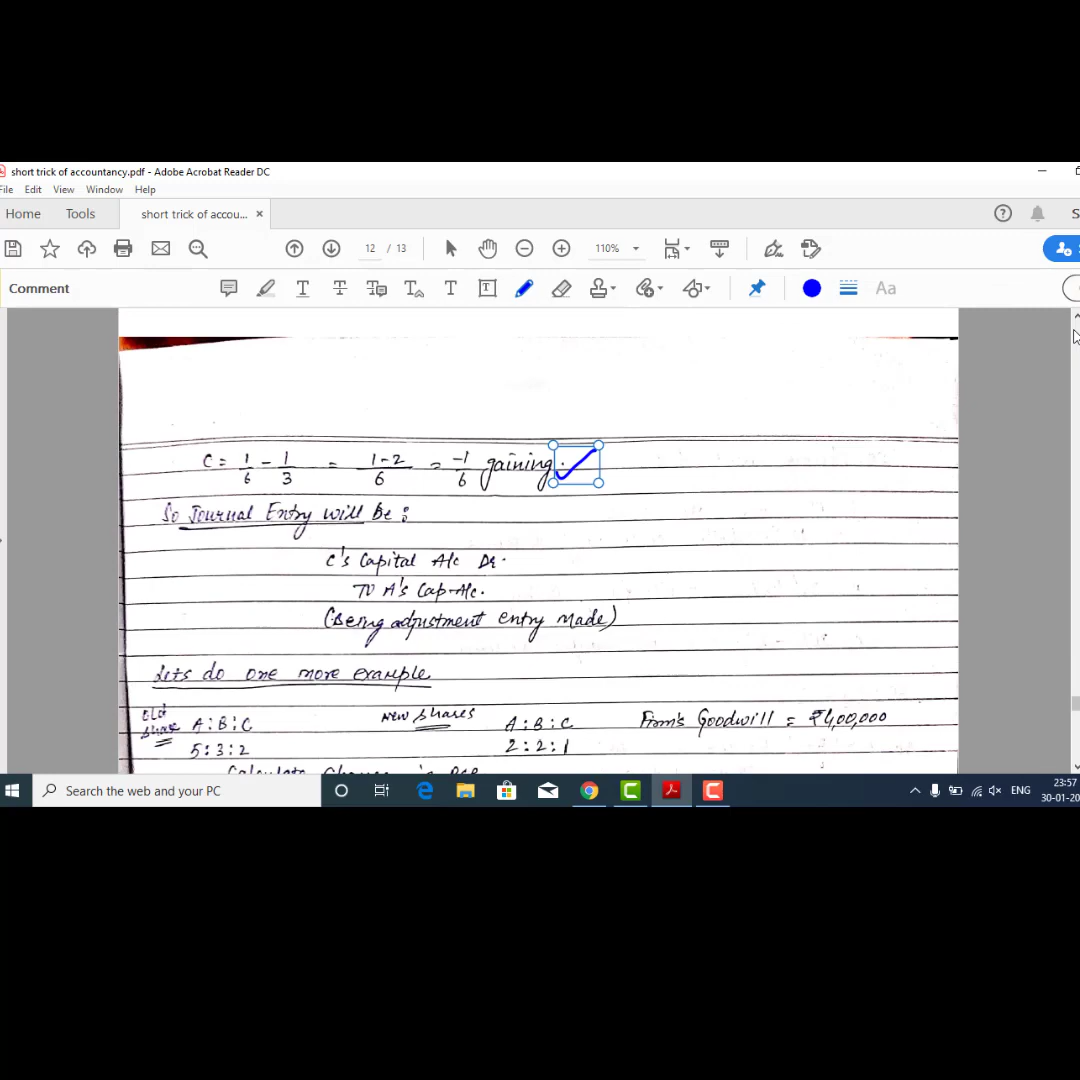 short trick of accountancy.pdf - Adobe Acrobat Reader DC
File Edit View Window Help
Home Tools short trick of accou... ×
12 / 13 110%
Comment Aa
C = 1/6 - 1/3 = 1-2/6 = -1/6 gaining.
So Journal Entry will Be :
C's Capital A/c Dr.
To A's Cap. A/c.
(Being adjustment entry Made)
Lets do one more example
Old Share A : B : C New Shares A : B : C Firm's Goodwill = ₹4,00,000
5 : 3 : 2 2 : 2 : 1
Calculate Change in PSR
Search the web and your PC
ENG
23:57
30-01-20